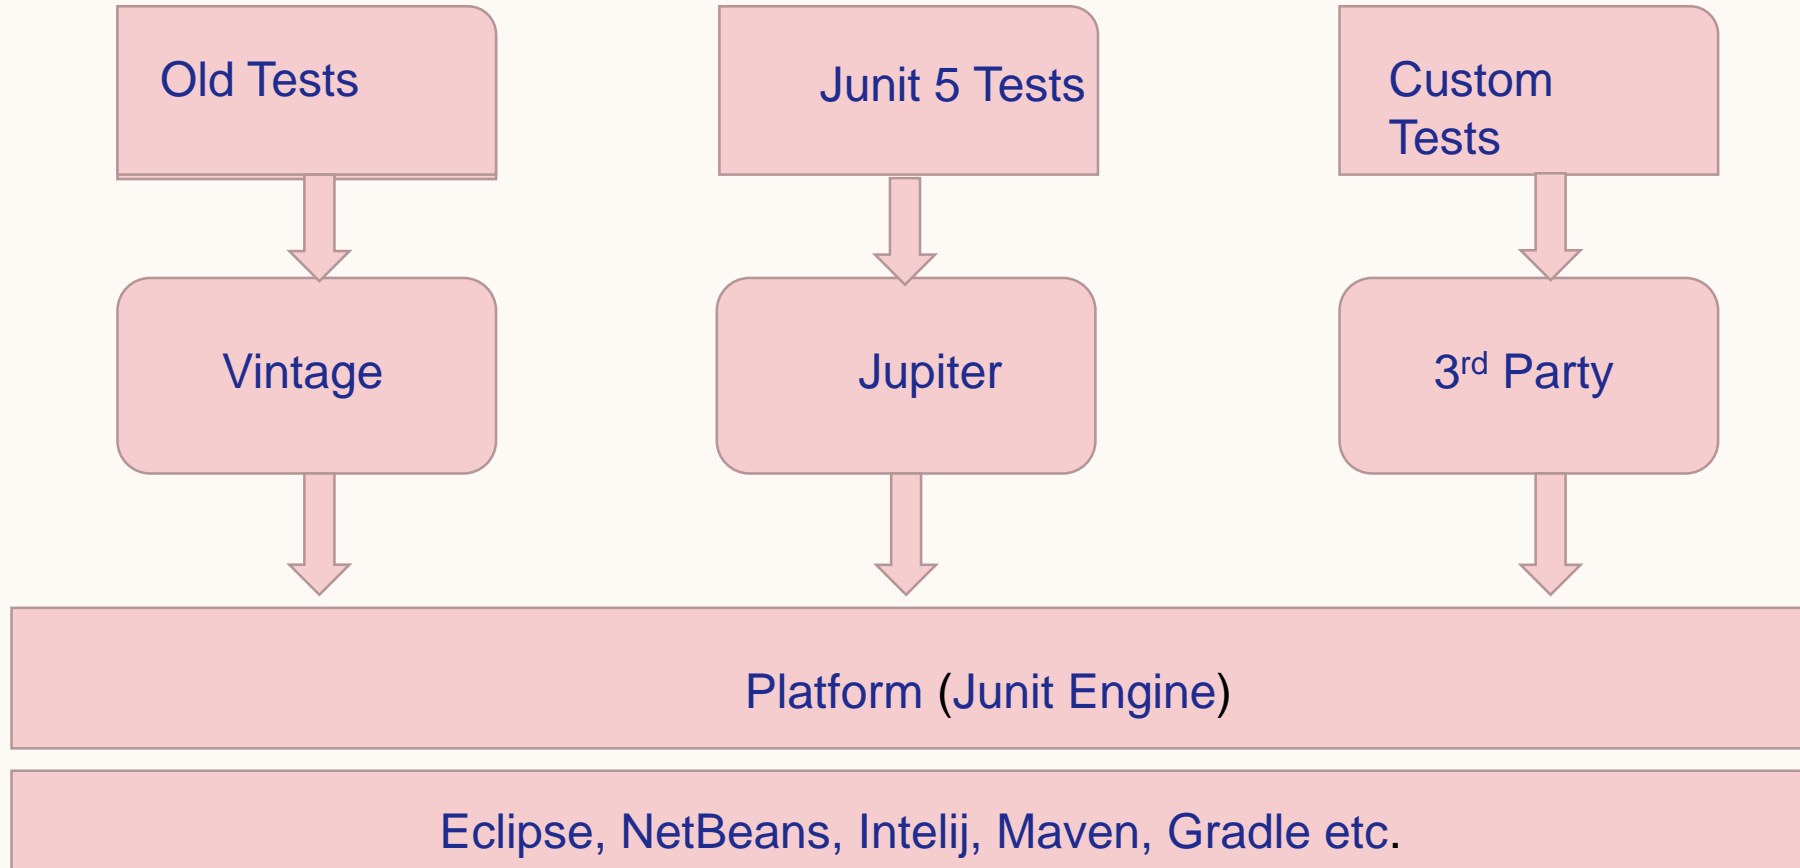 Old Tests
Junit 5 Tests
Custom
Tests
Vintage
Jupiter
3rd Party
Platform (Junit Engine)
Eclipse, NetBeans, Intelij, Maven, Gradle etc.